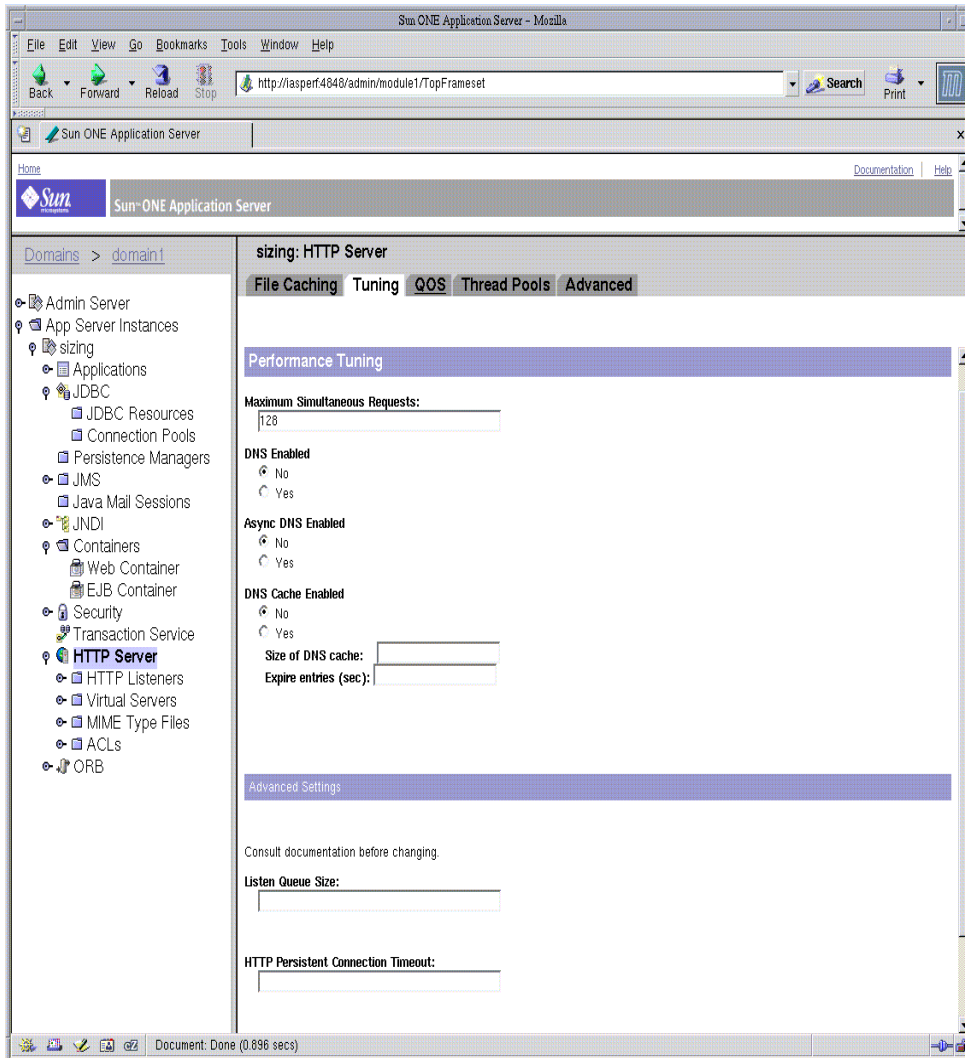 Sun ONE Application Server - Mozilla
File Edit View Go Bookmarks Tools Window Help
Back Forward Reload Stop http://iasperf:4848/admin/module1/TopFrameset Search Print
Sun ONE Application Server x
Home Documentation Help
Sun microsystems Sun™ ONE Application Server
Domains > domain1
Admin Server
App Server Instances
sizing
Applications
JDBC
JDBC Resources
Connection Pools
Persistence Managers
JMS
Java Mail Sessions
JNDI
Containers
Web Container
EJB Container
Security
Transaction Service
HTTP Server
HTTP Listeners
Virtual Servers
MIME Type Files
ACLs
ORB
sizing: HTTP Server
File Caching Tuning QOS Thread Pools Advanced
Performance Tuning
Maximum Simultaneous Requests:
128
DNS Enabled
No
Yes
Async DNS Enabled
No
Yes
DNS Cache Enabled
No
Yes
Size of DNS cache:
Expire entries (sec):
Advanced Settings
Consult documentation before changing.
Listen Queue Size:
HTTP Persistent Connection Timeout:
Document: Done (0.896 secs)